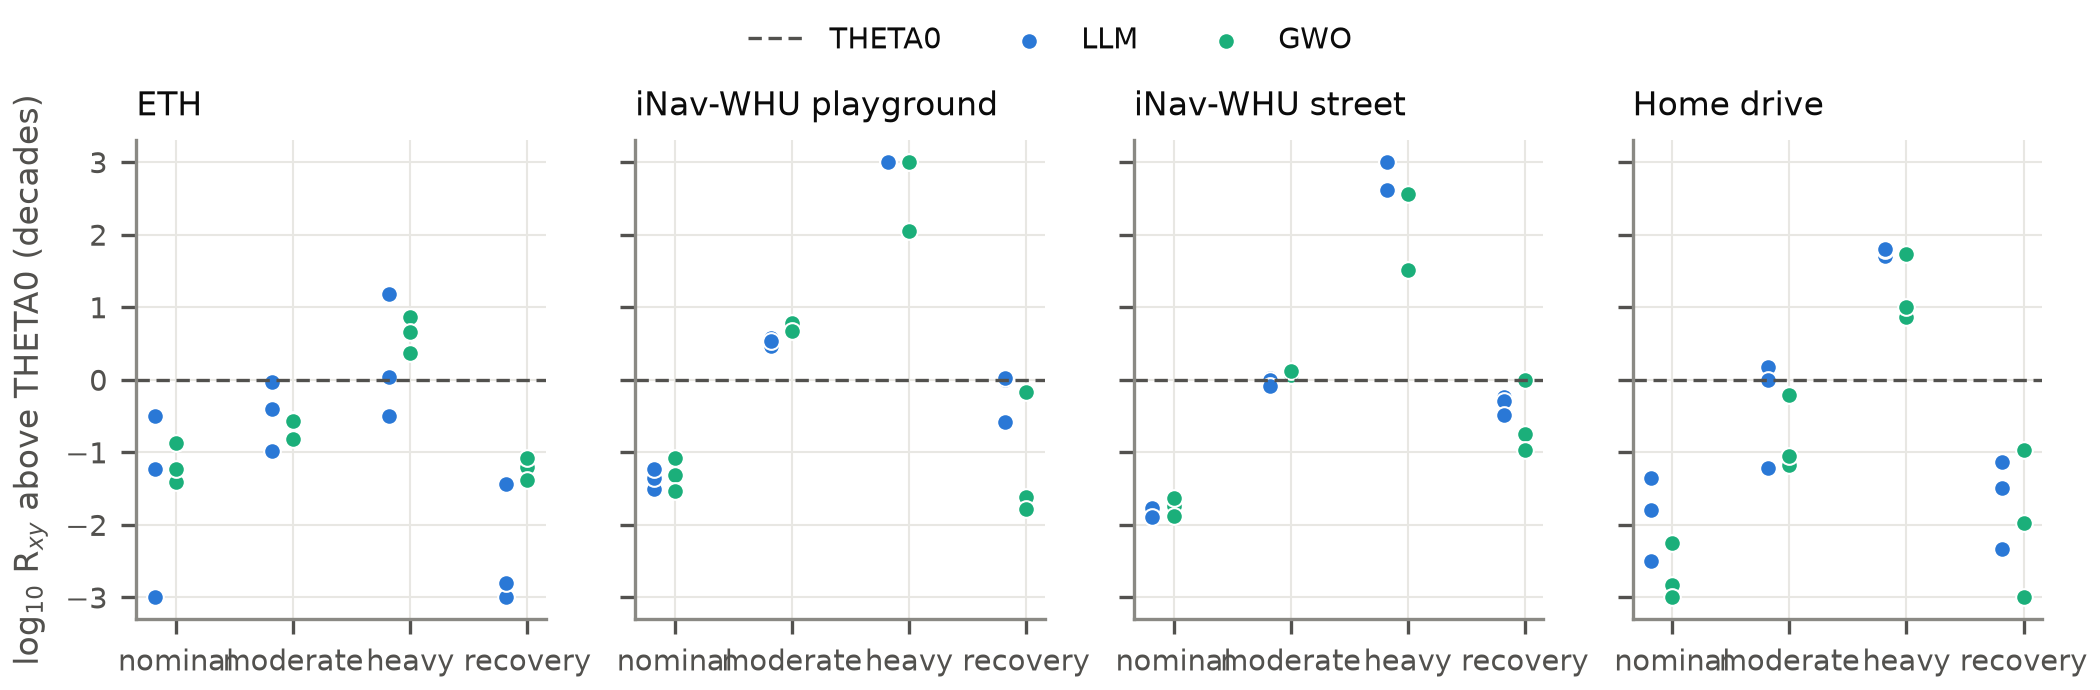 THETA0 LLM GWO
ETH iNav-WHU playground iNav-WHU street Home drive
log10 Rxy above THETA0 (decades)
3
2
1
0
−1
−2
−3
nominal moderate heavy recovery nominal moderate heavy recovery nominal moderate heavy recovery nominal moderate heavy recovery